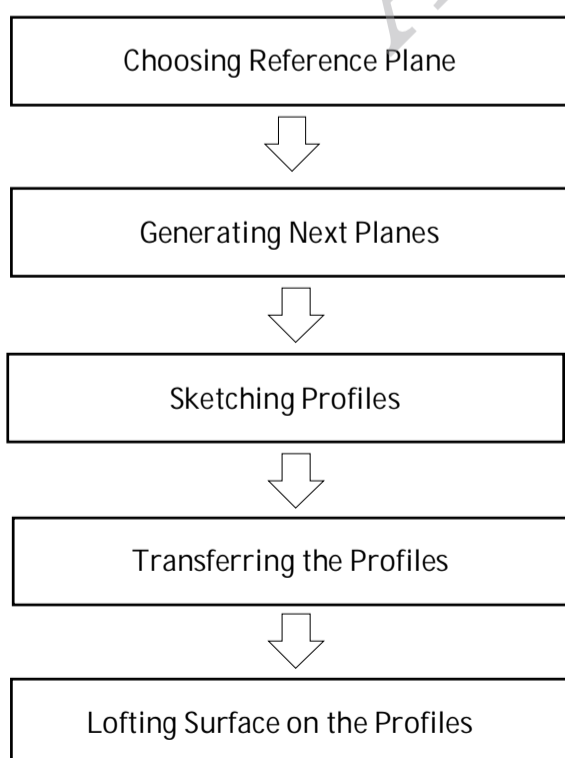 Choosing Reference Plane
Generating Next Planes
Sketching Profiles
Transferring the Profiles
Lofting Surface on the Profiles